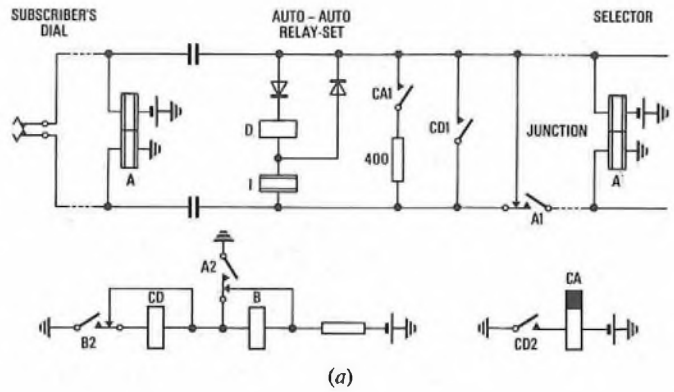 SUBSCRIBER'S
DIAL
AUTO – AUTO
RELAY-SET
SELECTOR
A
D
I
CA1
400
CD1
JUNCTION
A1
A
A2
CD
B
B2
CA
CD2
(a)